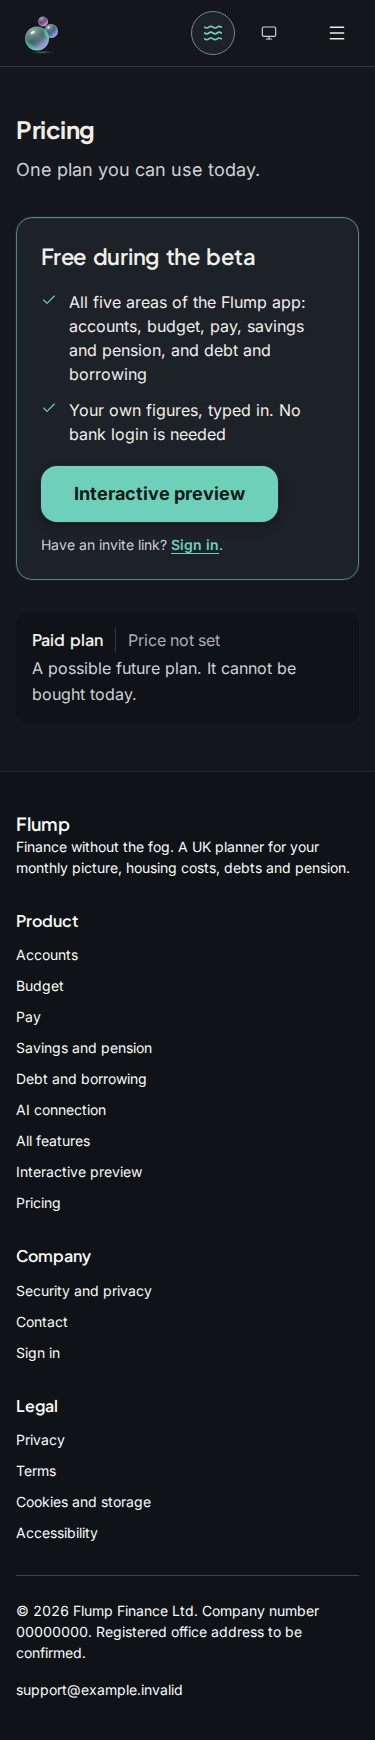 Pricing
One plan you can use today.
Free during the beta
All five areas of the Flump app:
accounts, budget, pay, savings
and pension, and debt and
borrowing
Your own figures, typed in. No
bank login is needed
Interactive preview
Have an invite link? Sign in.
Paid plan
Price not set
A possible future plan. It cannot be
bought today.
Flump
Finance without the fog. A UK planner for your
monthly picture, housing costs, debts and pension.
Product
Accounts
Budget
Pay
Savings and pension
Debt and borrowing
AI connection
All features
Interactive preview
Pricing
Company
Security and privacy
Contact
Sign in
Legal
Privacy
Terms
Cookies and storage
Accessibility
© 2026 Flump Finance Ltd. Company number
00000000. Registered office address to be
confirmed.
support@example.invalid